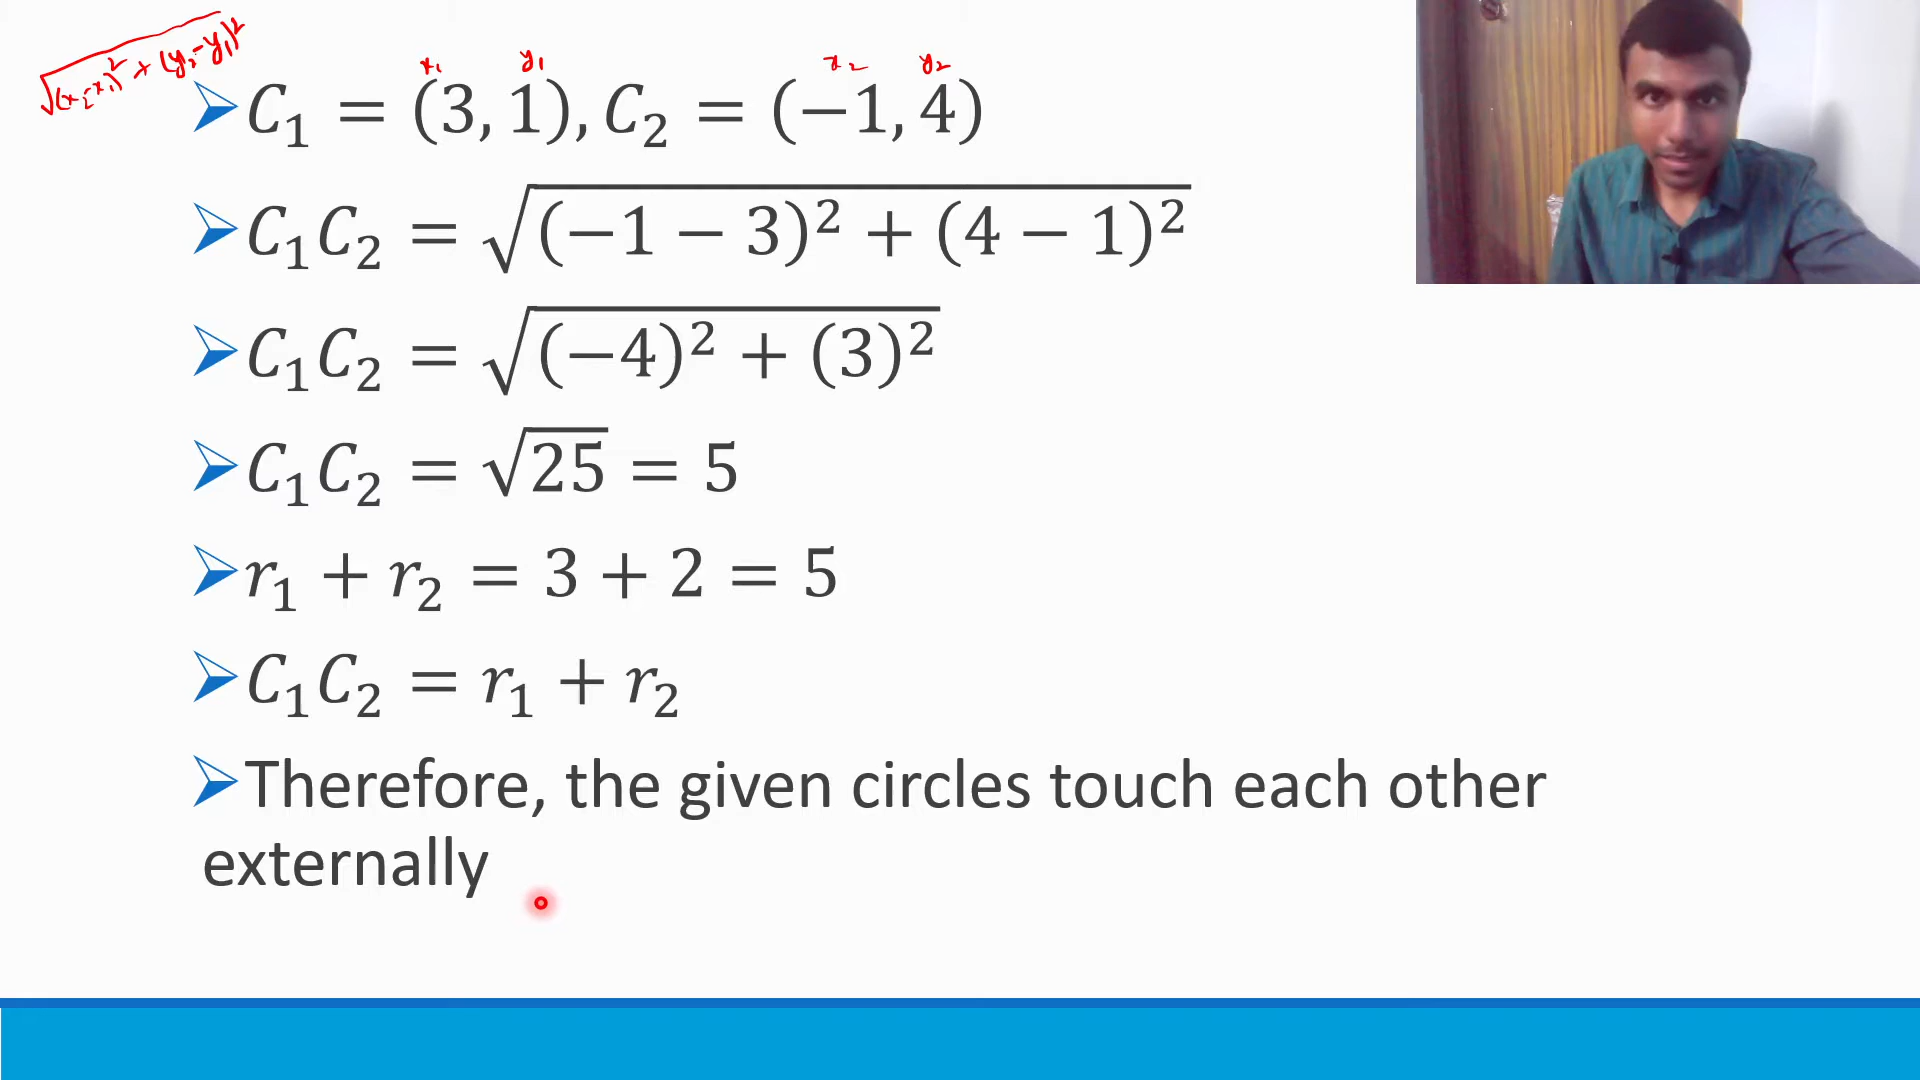 √(x₂-x₁)² + (y₂-y₁)²
x₁ y₁ x₂ y₂
➢C₁ = (3, 1), C₂ = (−1, 4)
➢C₁C₂ = √(−1 − 3)² + (4 − 1)²
➢C₁C₂ = √(−4)² + (3)²
➢C₁C₂ = √25 = 5
➢r₁ + r₂ = 3 + 2 = 5
➢C₁C₂ = r₁ + r₂
➢Therefore, the given circles touch each other
externally